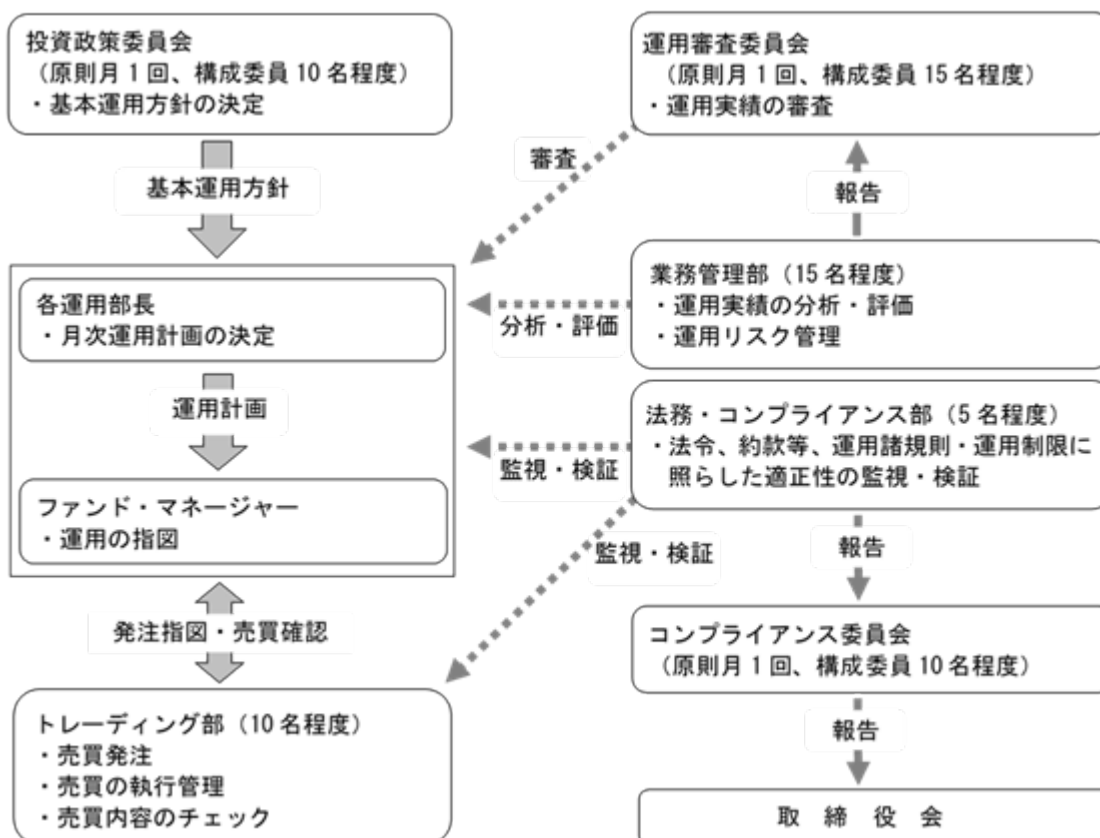 投資政策委員会
（原則月1回、構成委員10名程度）
・基本運用方針の決定
基本運用方針
各運用部長
・月次運用計画の決定
運用計画
ファンド・マネージャー
・運用の指図
発注指図・売買確認
トレーディング部（10名程度）
・売買発注
・売買の執行管理
・売買内容のチェック
審査
分析・評価
監視・検証
監視・検証
運用審査委員会
（原則月1回、構成委員15名程度）
・運用実績の審査
報告
業務管理部（15名程度）
・運用実績の分析・評価
・運用リスク管理
法務・コンプライアンス部（5名程度）
・法令、約款等、運用諸規則・運用制限に
照らした適正性の監視・検証
報告
コンプライアンス委員会
（原則月1回、構成委員10名程度）
報告
取締役会